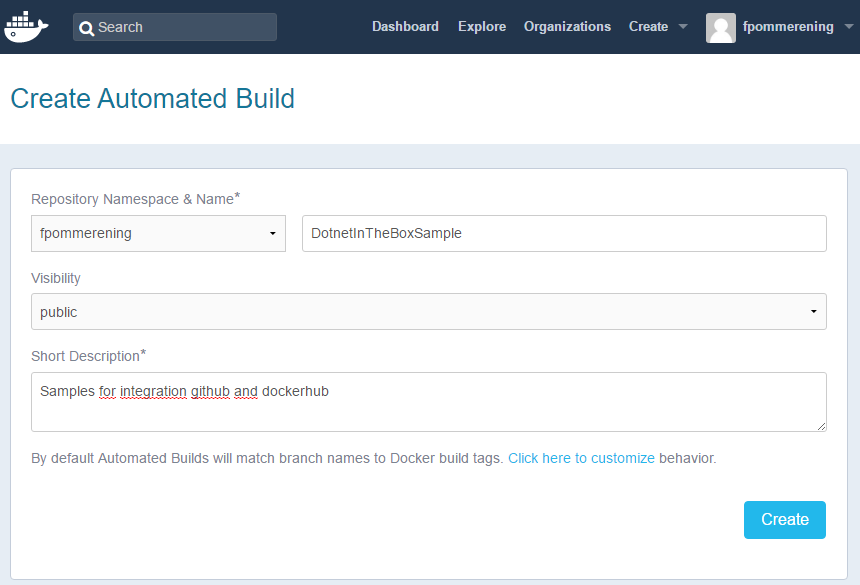 Search Dashboard Explore Organizations Create fpommerening
Create Automated Build
Repository Namespace & Name*
fpommerening DotnetInTheBoxSample
Visibility
public
Short Description*
Samples for integration github and dockerhub
By default Automated Builds will match branch names to Docker build tags. Click here to customize behavior.
Create